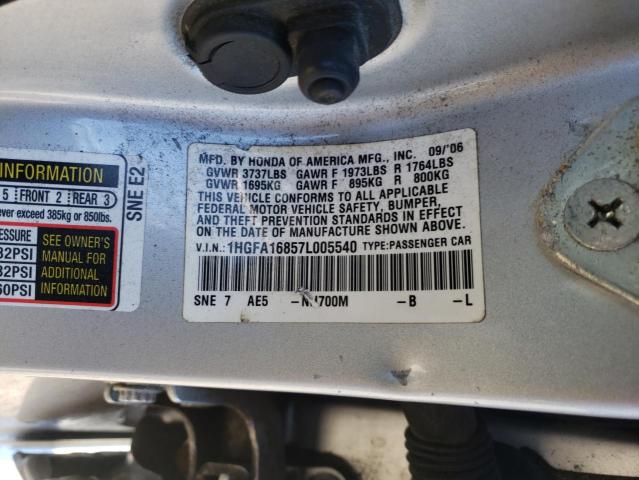 INFORMATION
5 FRONT 2 REAR 3
ver exceed 385kg or 850lbs.
ESSURE
32PSI
32PSI
60PSI
SEE OWNER'S
MANUAL FOR
ADDITIONAL
INFORMATION
SNE E2
MFD. BY HONDA OF AMERICA MFG., INC. 09/'06
GVWR 3737LBS GAWR F 1973LBS R 1764LBS
GVWR 1695KG GAWR F 895KG R 800KG
THIS VEHICLE CONFORMS TO ALL APPLICABLE
FEDERAL MOTOR VEHICLE SAFETY, BUMPER,
AND THEFT PREVENTION STANDARDS IN EFFECT
ON THE DATE OF MANUFACTURE SHOWN ABOVE.
V.I.N.: 1HGFA16857L005540 TYPE: PASSENGER CAR
SNE 7 AE5 -NH700M -B -L